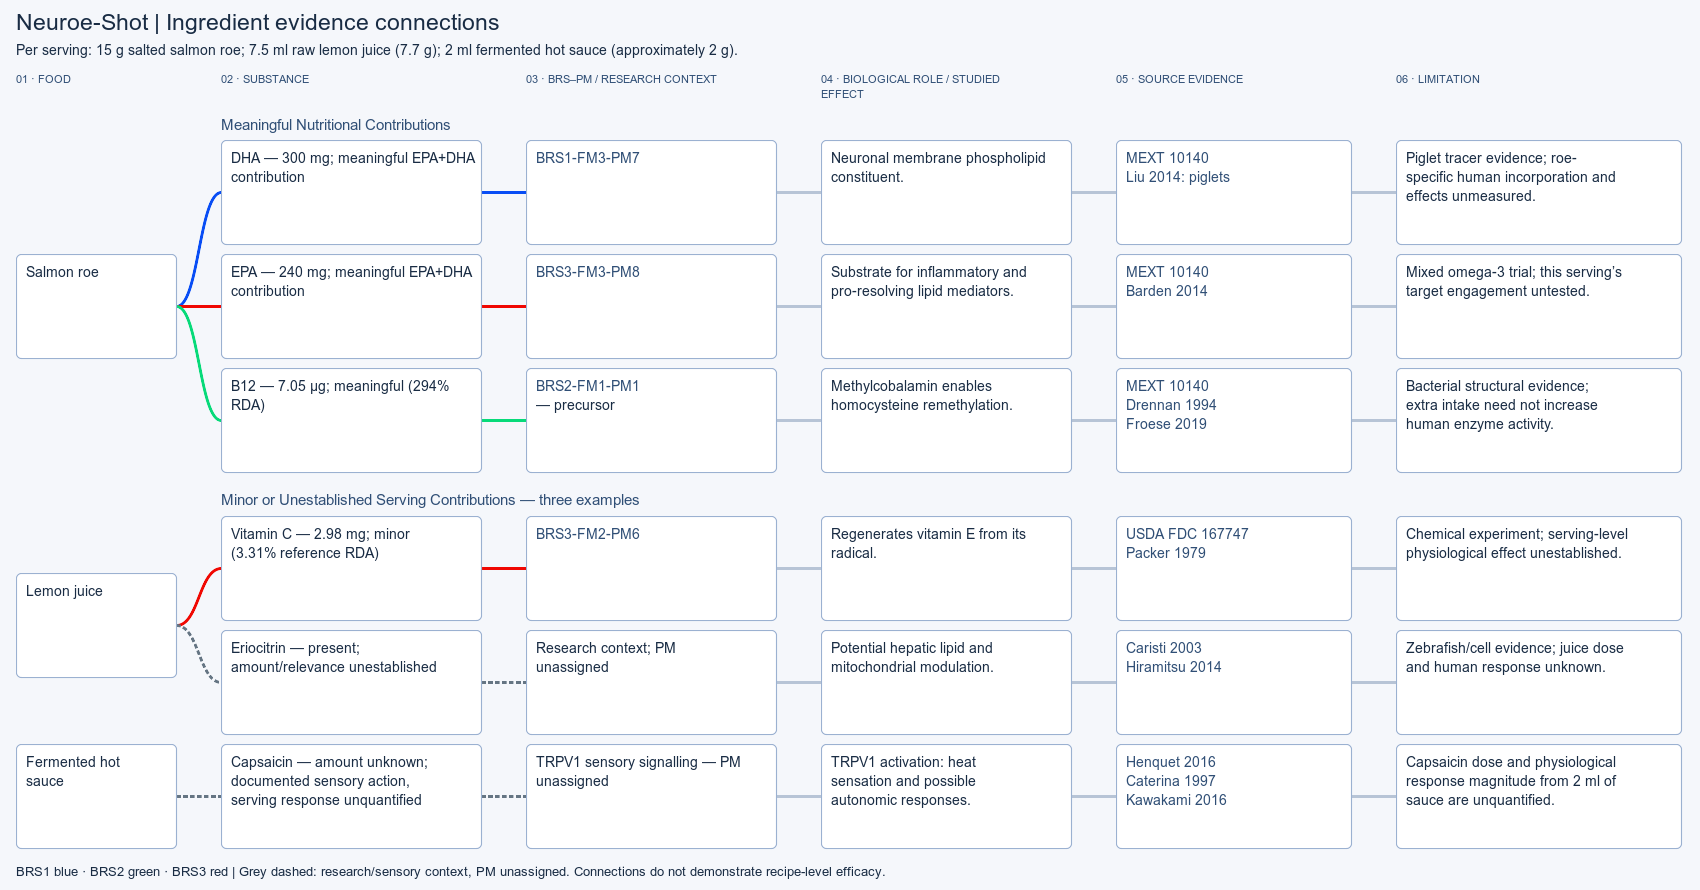 Neuroe-Shot | Ingredient evidence connections
Per serving: 15 g salted salmon roe; 7.5 ml raw lemon juice (7.7 g); 2 ml fermented hot sauce (approximately 2 g).
01 · FOOD
02 · SUBSTANCE
03 · BRS–PM / RESEARCH CONTEXT
04 · BIOLOGICAL ROLE / STUDIED
EFFECT
05 · SOURCE EVIDENCE
06 · LIMITATION
Meaningful Nutritional Contributions
Salmon roe
DHA — 300 mg; meaningful EPA+DHA
contribution
BRS1-FM3-PM7
Neuronal membrane phospholipid
constituent.
MEXT 10140
Liu 2014: piglets
Piglet tracer evidence; roe-
specific human incorporation and
effects unmeasured.
EPA — 240 mg; meaningful EPA+DHA
contribution
BRS3-FM3-PM8
Substrate for inflammatory and
pro-resolving lipid mediators.
MEXT 10140
Barden 2014
Mixed omega-3 trial; this serving’s
target engagement untested.
B12 — 7.05 µg; meaningful (294%
RDA)
BRS2-FM1-PM1
— precursor
Methylcobalamin enables
homocysteine remethylation.
MEXT 10140
Drennan 1994
Froese 2019
Bacterial structural evidence;
extra intake need not increase
human enzyme activity.
Minor or Unestablished Serving Contributions — three examples
Lemon juice
Vitamin C — 2.98 mg; minor
(3.31% reference RDA)
BRS3-FM2-PM6
Regenerates vitamin E from its
radical.
USDA FDC 167747
Packer 1979
Chemical experiment; serving-level
physiological effect unestablished.
Eriocitrin — present;
amount/relevance unestablished
Research context; PM
unassigned
Potential hepatic lipid and
mitochondrial modulation.
Caristi 2003
Hiramitsu 2014
Zebrafish/cell evidence; juice dose
and human response unknown.
Fermented hot
sauce
Capsaicin — amount unknown;
documented sensory action,
serving response unquantified
TRPV1 sensory signalling — PM
unassigned
TRPV1 activation: heat
sensation and possible
autonomic responses.
Henquet 2016
Caterina 1997
Kawakami 2016
Capsaicin dose and physiological
response magnitude from 2 ml of
sauce are unquantified.
BRS1 blue · BRS2 green · BRS3 red | Grey dashed: research/sensory context, PM unassigned. Connections do not demonstrate recipe-level efficacy.